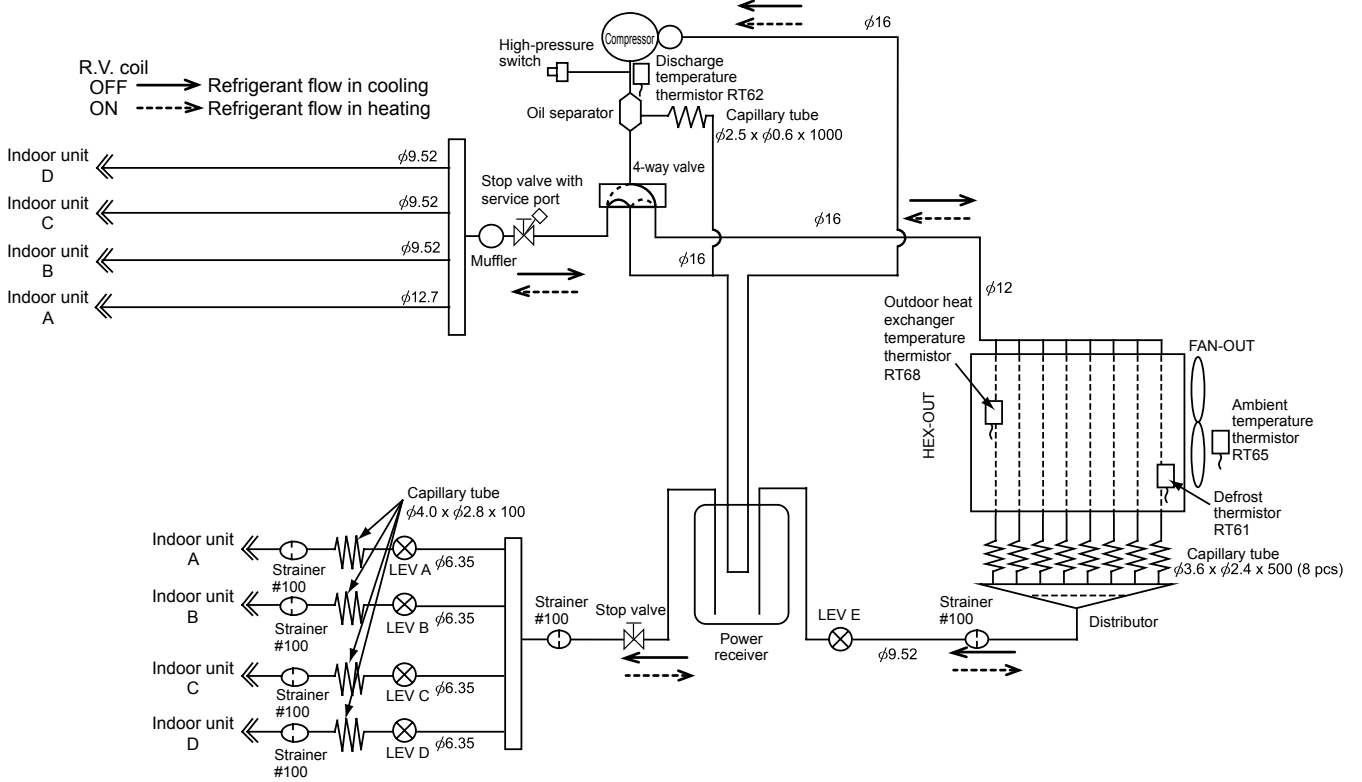 R.V. coil
OFF Refrigerant flow in cooling
ON Refrigerant flow in heating
Compressor
ϕ16
High-pressure
switch
Discharge
temperature
thermistor RT62
Oil separator
Capillary tube
ϕ2.5 x ϕ0.6 x 1000
4-way valve
Indoor unit
D
ϕ9.52
Indoor unit
C
ϕ9.52
Indoor unit
B
ϕ9.52
Indoor unit
A
ϕ12.7
Stop valve with
service port
Muffler
ϕ16
ϕ16
ϕ12
Outdoor heat
exchanger
temperature
thermistor
RT68
HEX-OUT
FAN-OUT
Ambient
temperature
thermistor
RT65
Defrost
thermistor
RT61
Capillary tube
ϕ3.6 x ϕ2.4 x 500 (8 pcs)
Distributor
Strainer
#100
ϕ9.52
LEV E
Power
receiver
Stop valve
Strainer
#100
Capillary tube
ϕ4.0 x ϕ2.8 x 100
Indoor unit
A
Strainer
#100
LEV A
ϕ6.35
Indoor unit
B
Strainer
#100
LEV B
ϕ6.35
Indoor unit
C
Strainer
#100
LEV C
ϕ6.35
Indoor unit
D
Strainer
#100
LEV D
ϕ6.35